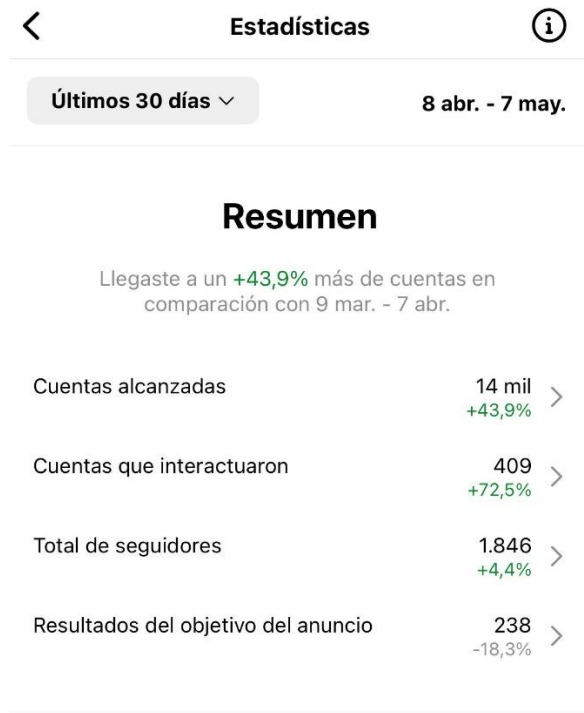 Estadísticas
Últimos 30 días
8 abr. - 7 may.
Resumen
Llegaste a un +43,9% más de cuentas en
comparación con 9 mar. - 7 abr.
Cuentas alcanzadas
14 mil
+43,9%
Cuentas que interactuaron
409
+72,5%
Total de seguidores
1.846
+4,4%
Resultados del objetivo del anuncio
238
-18,3%